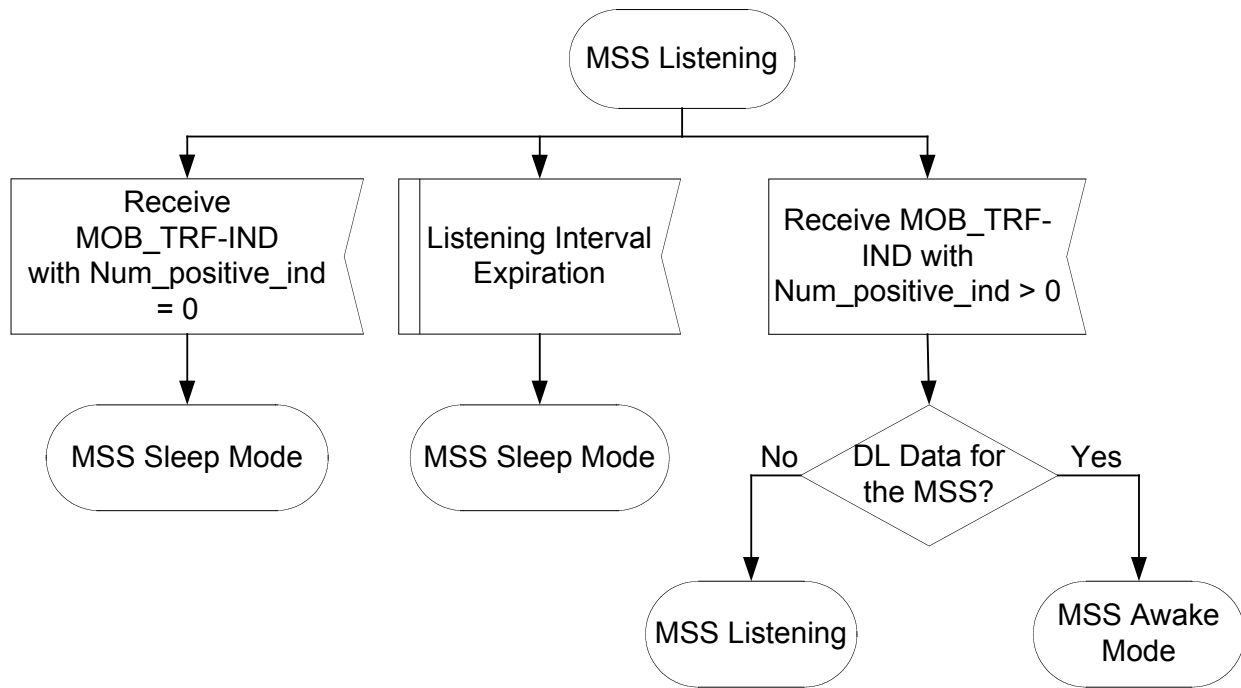 MSS Listening
Receive
MOB_TRF-IND
with Num_positive_ind
= 0
Listening Interval
Expiration
Receive MOB_TRF-
IND with
Num_positive_ind > 0
MSS Sleep Mode
MSS Sleep Mode
No
DL Data for
the MSS?
Yes
MSS Listening
MSS Awake
Mode